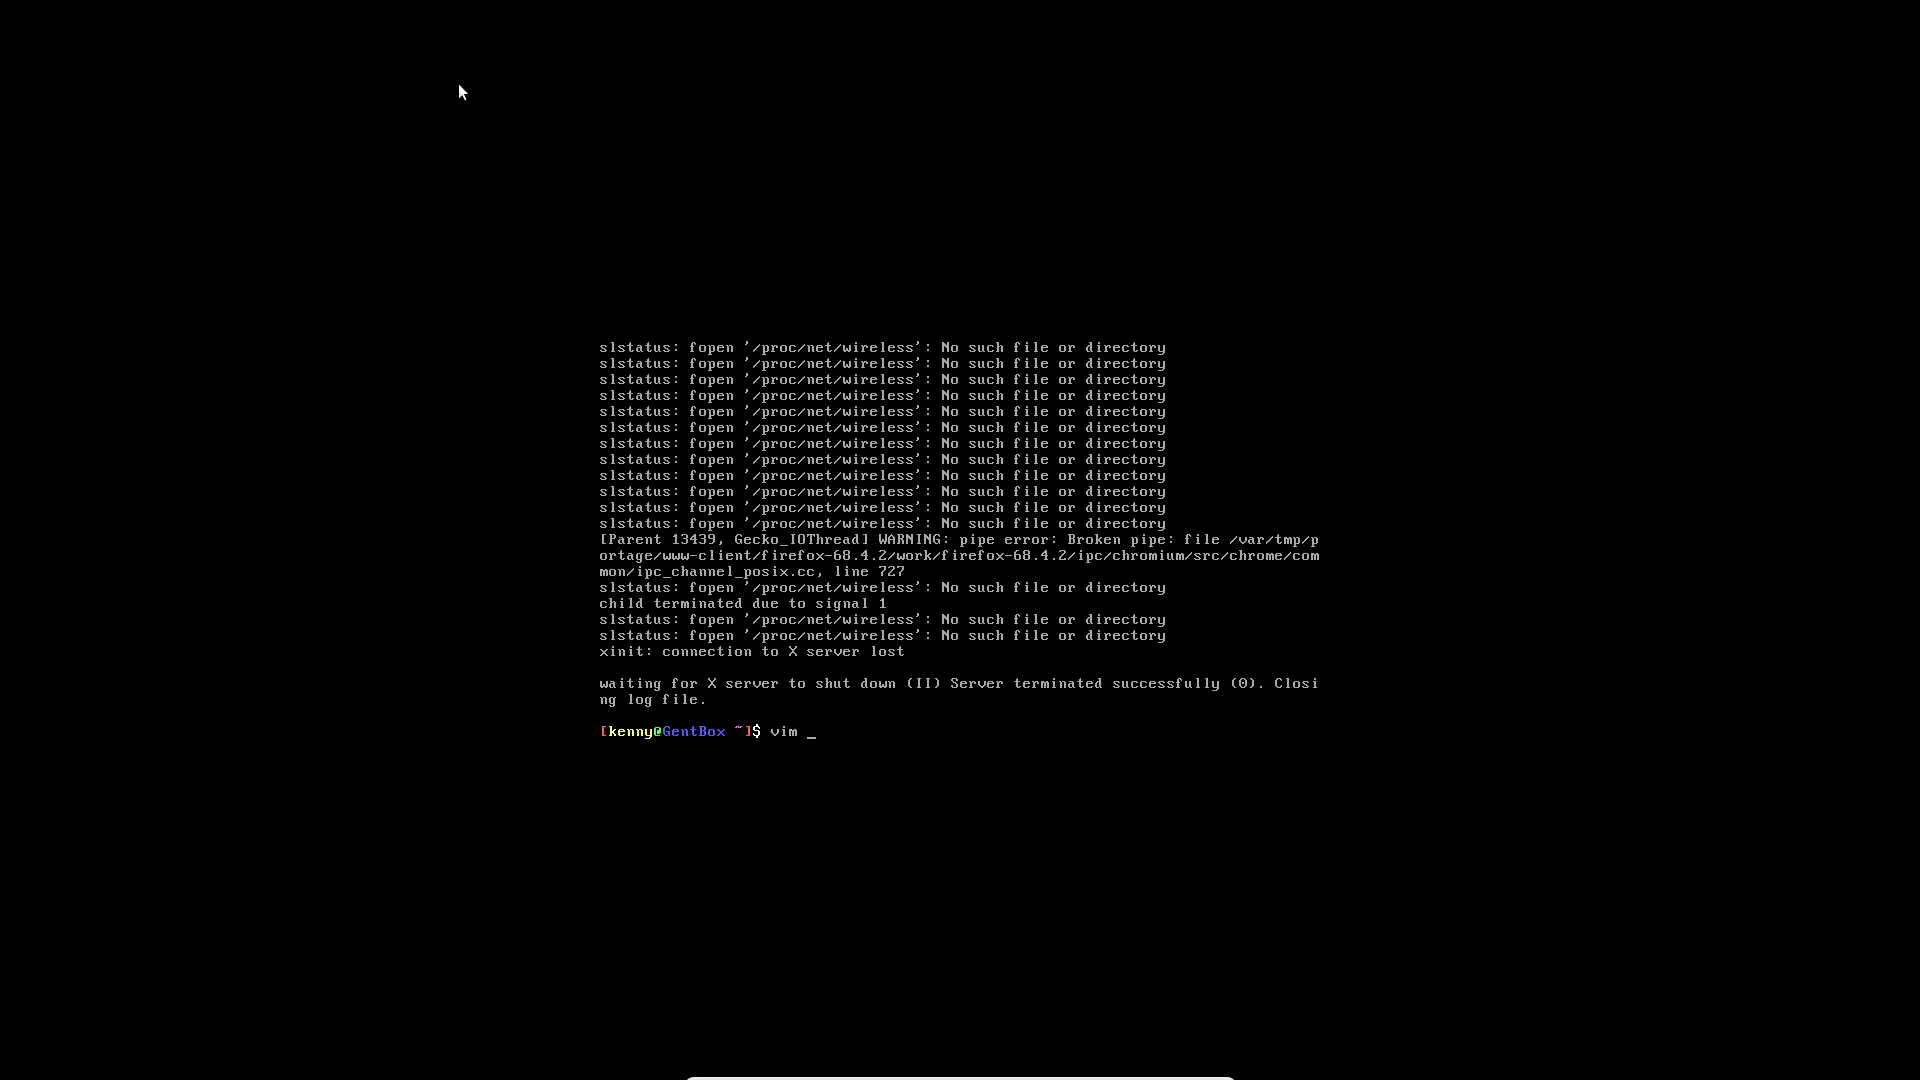 slstatus: fopen '/proc/net/wireless': No such file or directory
slstatus: fopen '/proc/net/wireless': No such file or directory
slstatus: fopen '/proc/net/wireless': No such file or directory
slstatus: fopen '/proc/net/wireless': No such file or directory
slstatus: fopen '/proc/net/wireless': No such file or directory
slstatus: fopen '/proc/net/wireless': No such file or directory
slstatus: fopen '/proc/net/wireless': No such file or directory
slstatus: fopen '/proc/net/wireless': No such file or directory
slstatus: fopen '/proc/net/wireless': No such file or directory
slstatus: fopen '/proc/net/wireless': No such file or directory
slstatus: fopen '/proc/net/wireless': No such file or directory
slstatus: fopen '/proc/net/wireless': No such file or directory
[Parent 13439, Gecko_IOThread] WARNING: pipe error: Broken pipe: file /var/tmp/p
ortage/www-client/firefox-68.4.2/work/firefox-68.4.2/ipc/chromium/src/chrome/com
mon/ipc_channel_posix.cc, line 727
slstatus: fopen '/proc/net/wireless': No such file or directory
child terminated due to signal 1
slstatus: fopen '/proc/net/wireless': No such file or directory
slstatus: fopen '/proc/net/wireless': No such file or directory
xinit: connection to X server lost
waiting for X server to shut down (II) Server terminated successfully (0). Closi
ng log file.
[kenny@GentBox ~]$ vim _